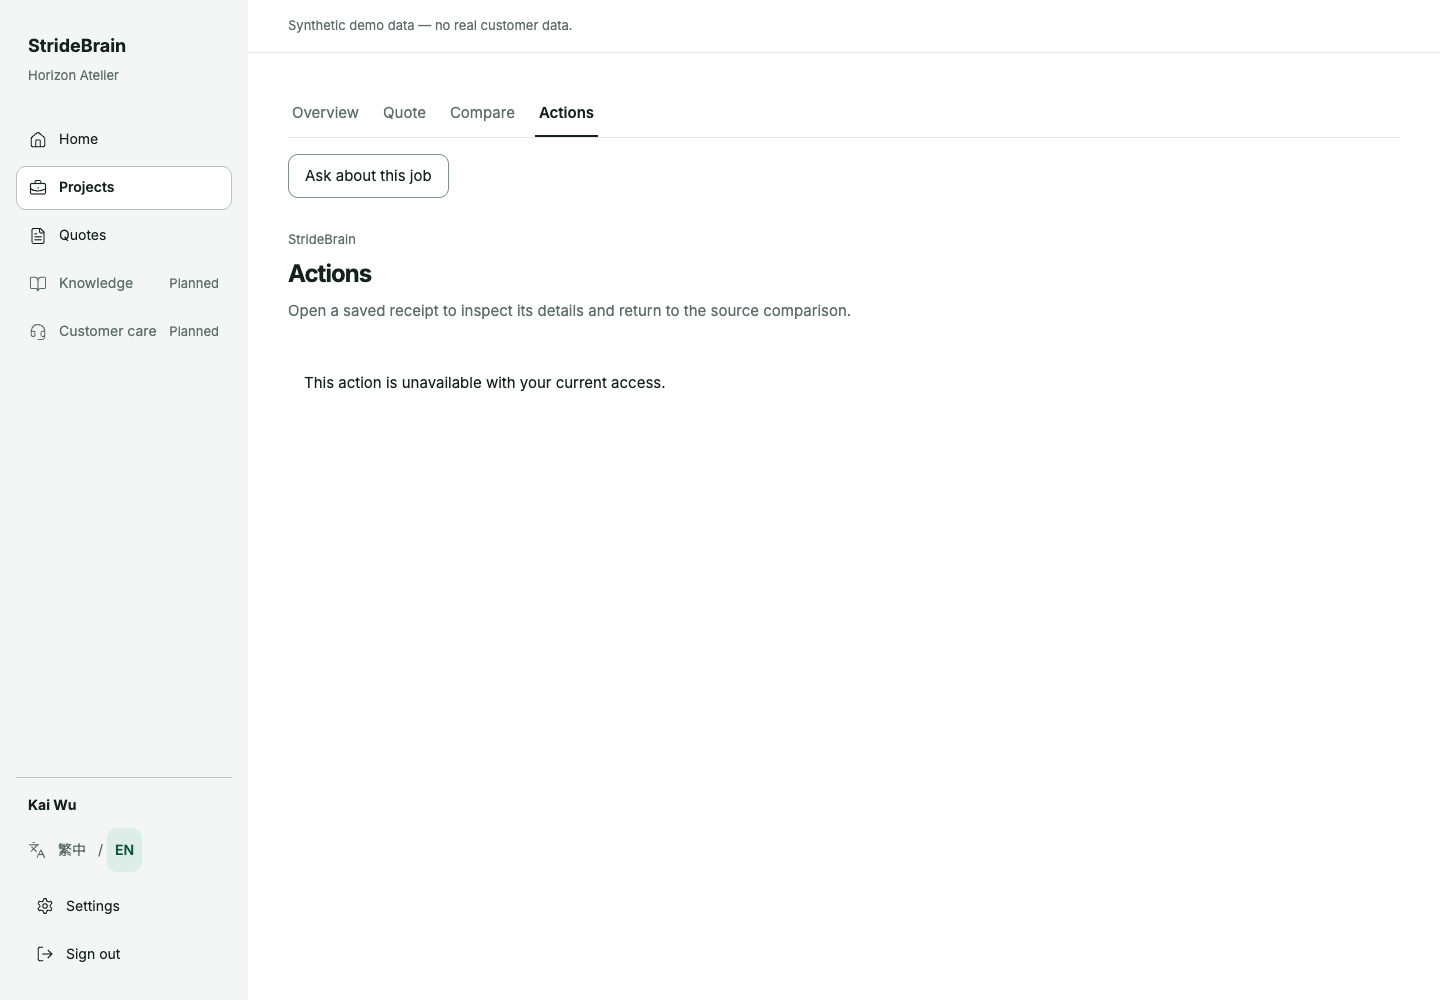 StrideBrain
Horizon Atelier
Home
Projects
Quotes
Knowledge Planned
Customer care Planned
Kai Wu
繁中 / EN
Settings
Sign out
Synthetic demo data — no real customer data.
Overview Quote Compare Actions
Ask about this job
StrideBrain
Actions
Open a saved receipt to inspect its details and return to the source comparison.
This action is unavailable with your current access.